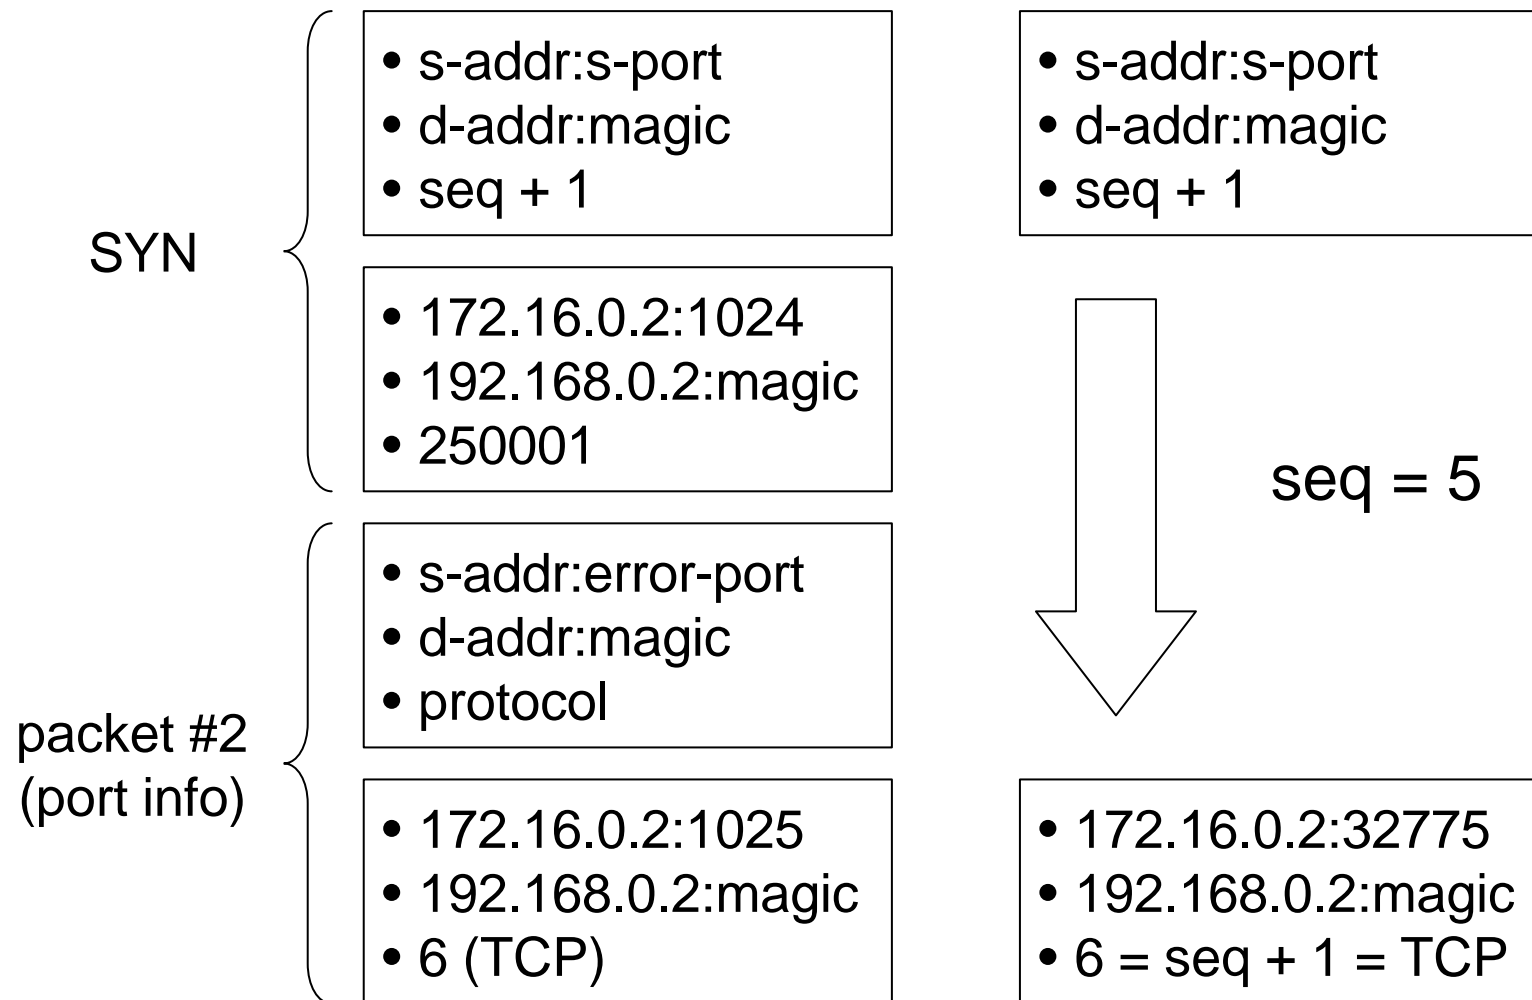 SYN
• s-addr:s-port
• d-addr:magic
• seq + 1
• 172.16.0.2:1024
• 192.168.0.2:magic
• 250001
packet #2
(port info)
• s-addr:error-port
• d-addr:magic
• protocol
• 172.16.0.2:1025
• 192.168.0.2:magic
• 6 (TCP)
• s-addr:s-port
• d-addr:magic
• seq + 1
seq = 5
• 172.16.0.2:32775
• 192.168.0.2:magic
• 6 = seq + 1 = TCP